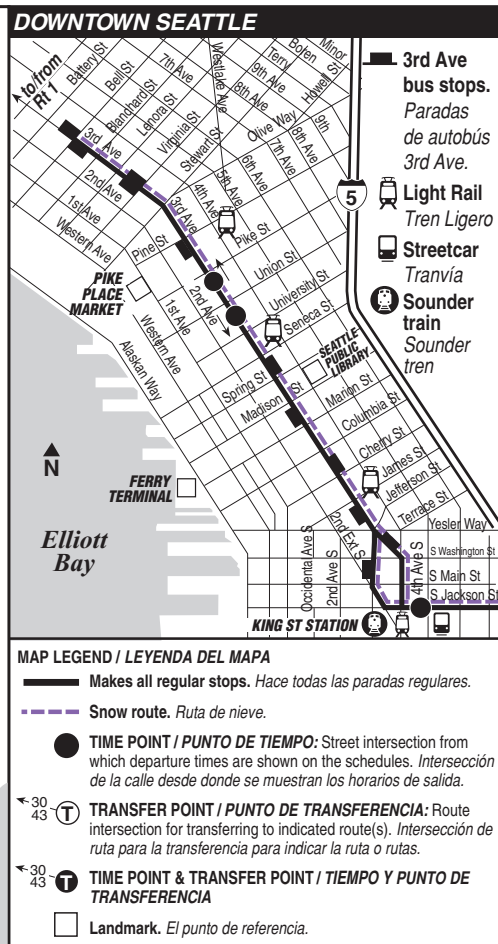 DOWNTOWN SEATTLE
to/from
Rt 1
Battery St
Bell St
Blanchard St
Lenora St
Virginia St
Stewart St
7th Ave
8th Ave
9th Ave
Terry
Boren
Minor
Howell St
Westlake Ave
Olive Way
9th
8th Ave
7th Ave
6th Ave
5th Ave
4th Ave
3rd Ave
3rd Ave
2nd Ave
1st Ave
Western Ave
Pine St
Pike St
Union St
University St
Seneca St
PIKE
PLACE
MARKET
2nd Ave
1st Ave
Western Ave
Alaskan Way
SEATTLE
PUBLIC
LIBRARY
Spring St
Madison St
Marion St
Columbia St
Cherry St
James St
Jefferson St
Terrace St
Yesler Way
S Washington St
S Main St
S Jackson St
N
FERRY
TERMINAL
Elliott
Bay
Occidental Ave S
2nd Ave S
2nd Ext S
4th Ave S
KING ST STATION
5
3rd Ave
bus stops.
Paradas
de autobús
3rd Ave.
Light Rail
Tren Ligero
Streetcar
Tranvía
Sounder
train
Sounder
tren
MAP LEGEND / LEYENDA DEL MAPA
Makes all regular stops. Hace todas las paradas regulares.
Snow route. Ruta de nieve.
TIME POINT / PUNTO DE TIEMPO: Street intersection from
which departure times are shown on the schedules. Intersección
de la calle desde donde se muestran los horarios de salida.
30
43 T TRANSFER POINT / PUNTO DE TRANSFERENCIA: Route
intersection for transferring to indicated route(s). Intersección de
ruta para la transferencia para indicar la ruta o rutas.
30
43 T TIME POINT & TRANSFER POINT / TIEMPO Y PUNTO DE
TRANSFERENCIA
Landmark. El punto de referencia.